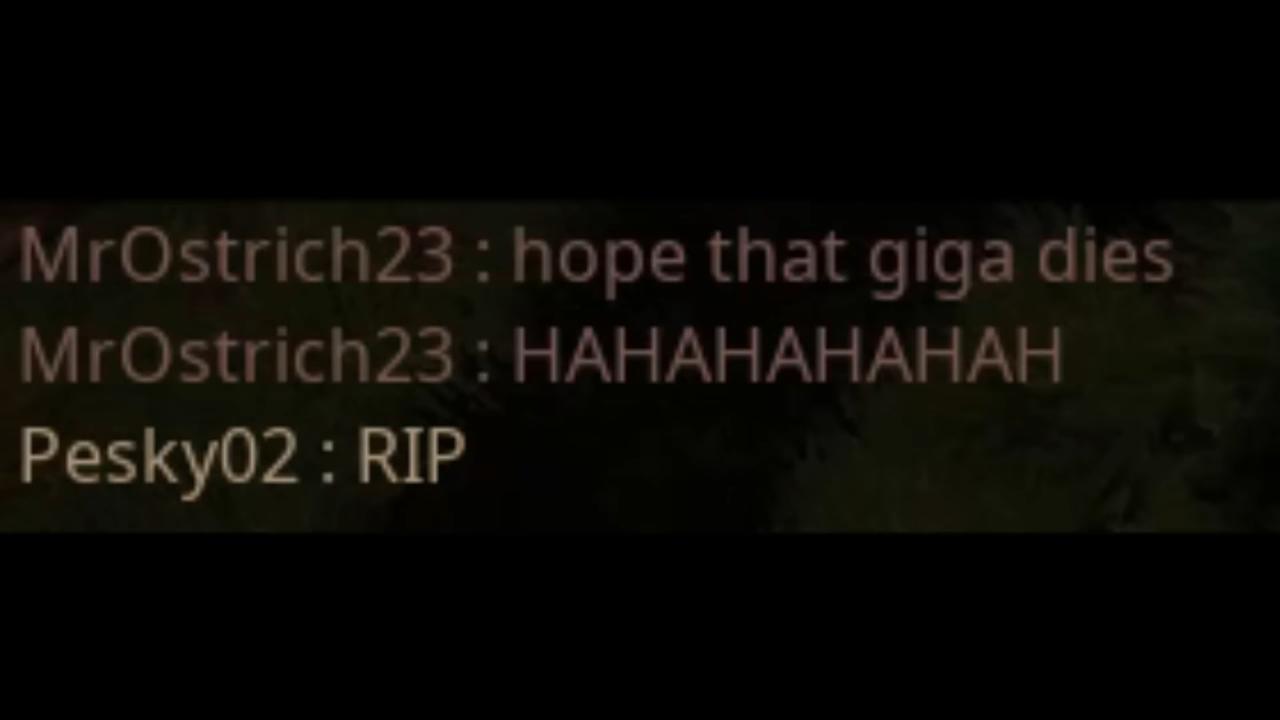 MrOstrich23 : hope that giga dies
MrOstrich23 : HAHAHAHAHAH
Pesky02 : RIP